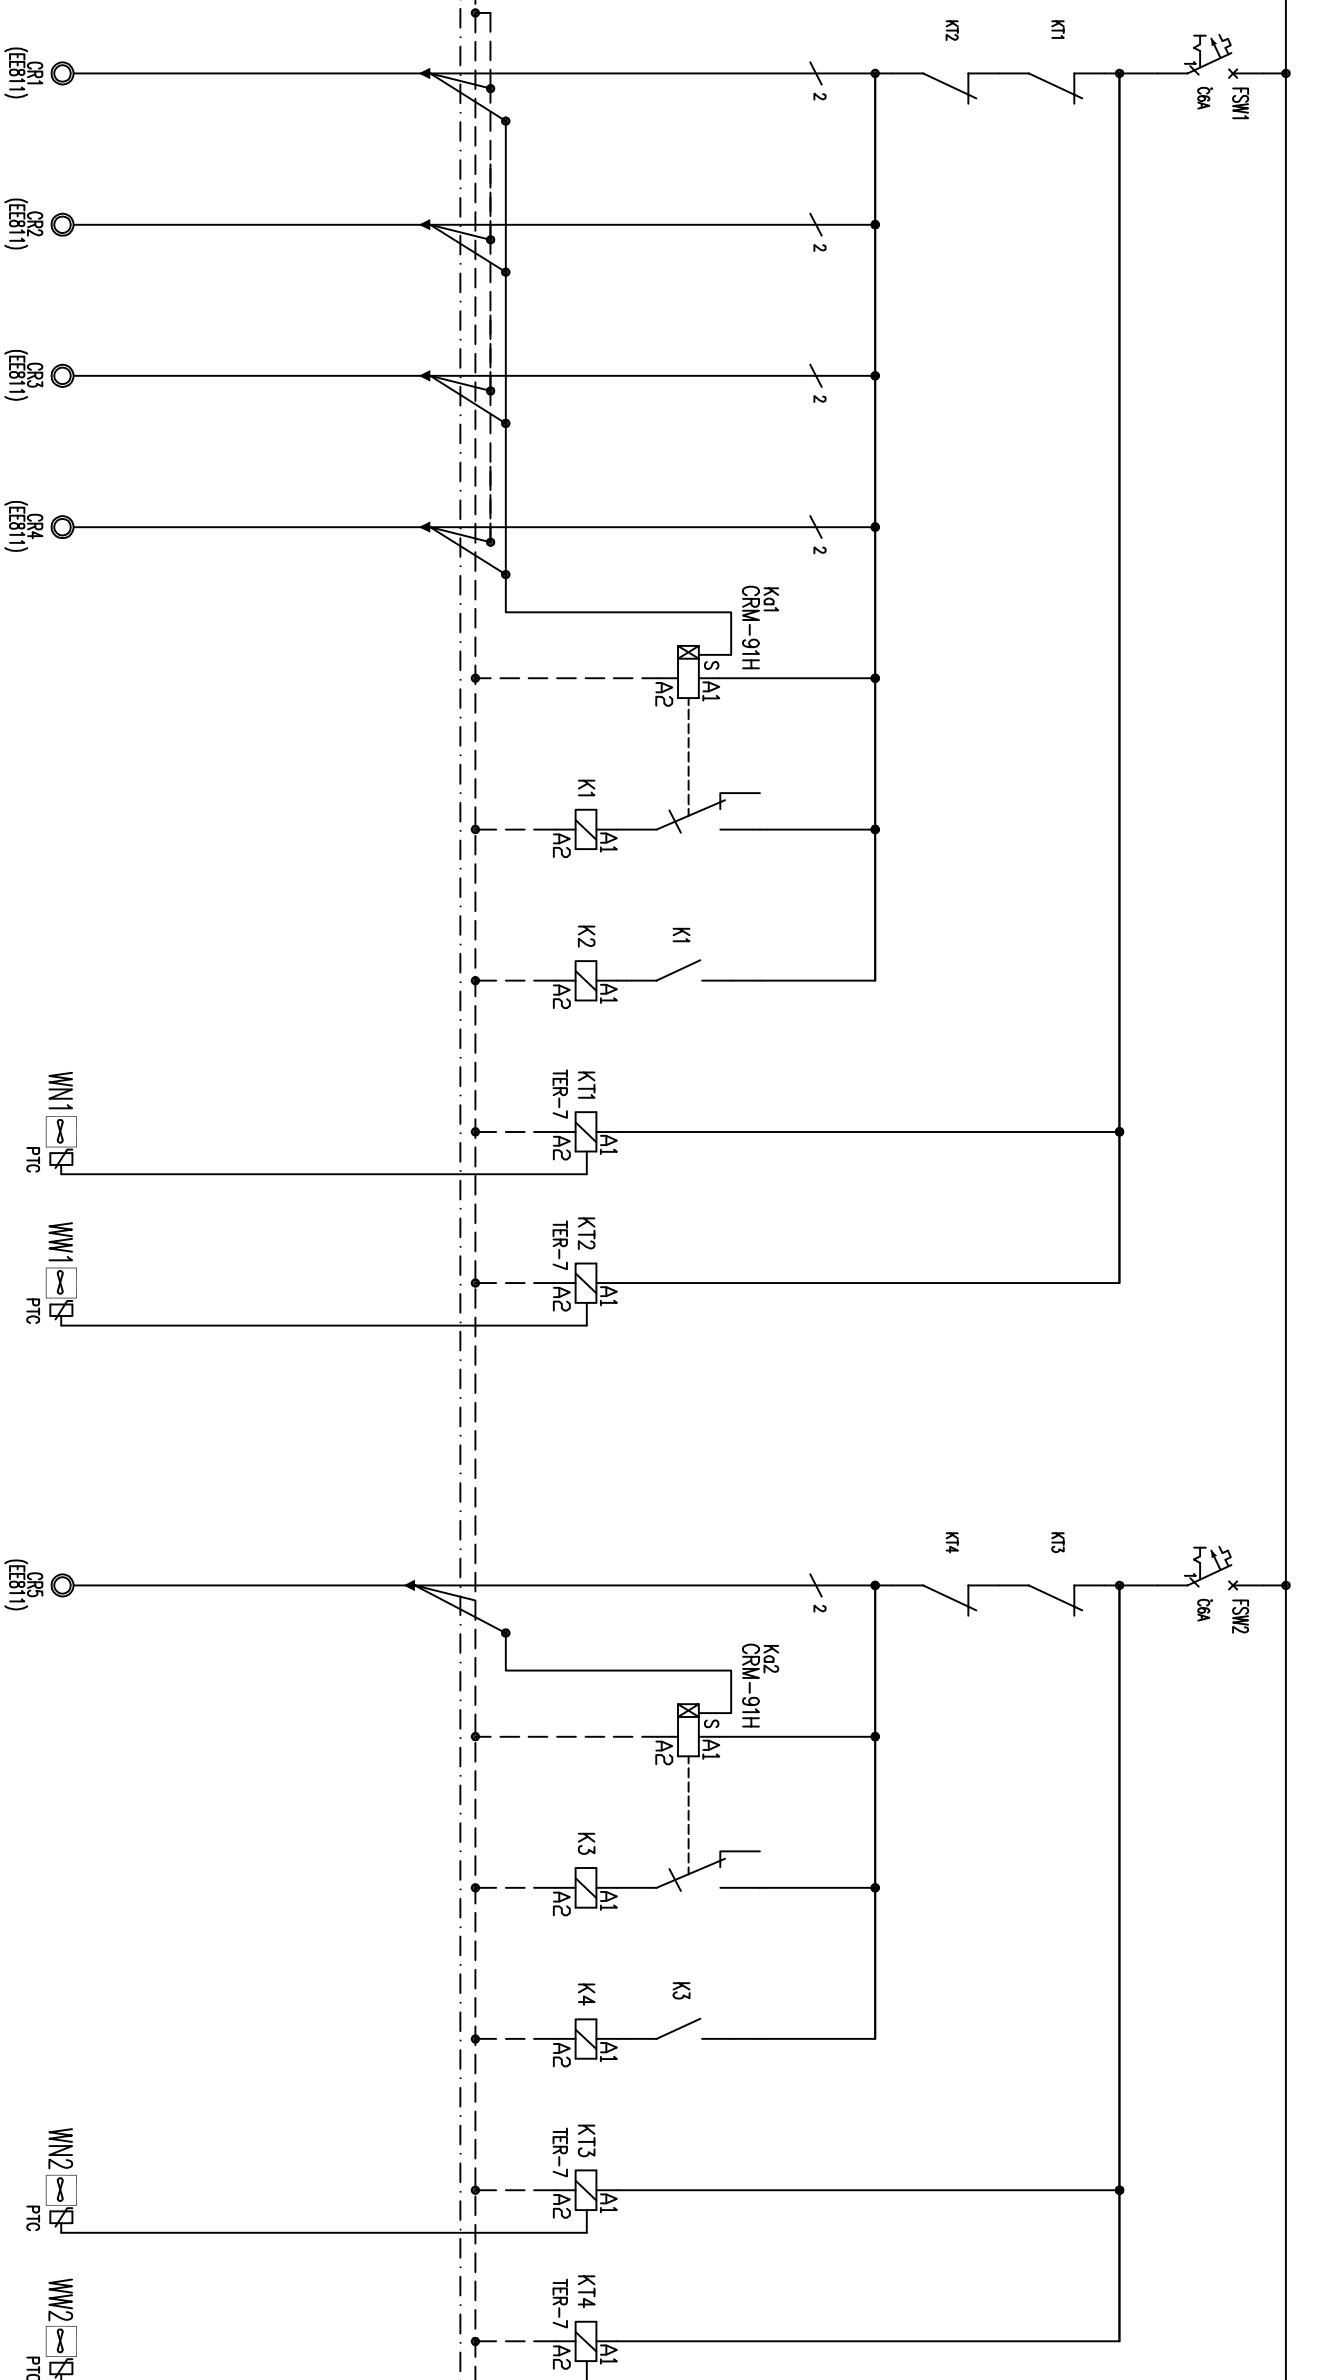 FSW1
C6A
KT1
KT2
2
CR1
(EE811)
2
CR2
(EE811)
2
CR3
(EE811)
2
CR4
(EE811)
Ka1
CRM-91H
S
A1
A2
K1
A1
A2
K1
K2
A1
A2
KT1
TER-7
A1
A2
WN1
PTC
KT2
TER-7
A1
A2
WW1
PTC
FSW2
C6A
KT3
KT4
2
CR5
(EE811)
Ka2
CRM-91H
S
A1
A2
K3
A1
A2
K3
K4
A1
A2
KT3
TER-7
A1
A2
WN2
PTC
KT4
TER-7
A1
A2
WW2
PTC